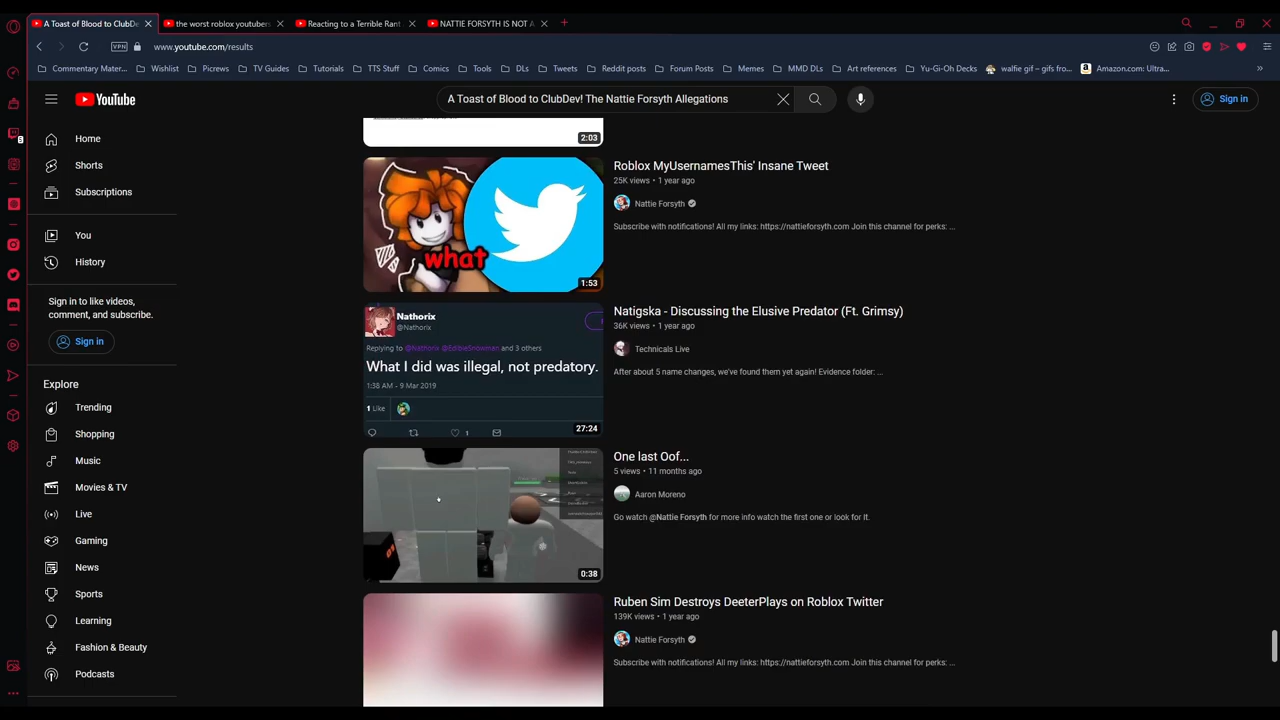 A Toast of Blood to ClubDe
the worst roblox youtubers
Reacting to a Terrible Rant
NATTIE FORSYTH IS NOT A
VPN
www.youtube.com/results
Commentary Mater...
Wishlist
Picrews
TV Guides
Tutorials
TTS Stuff
Comics
Tools
DLs
Tweets
Reddit posts
Forum Posts
Memes
MMD DLs
Art references
Yu-Gi-Oh Decks
walfie gif – gifs fro...
Amazon.com: Ultra...
YouTube
A Toast of Blood to ClubDev! The Nattie Forsyth Allegations
Sign in
Home
Shorts
Subscriptions
You
History
Sign in to like videos,
comment, and subscribe.
Sign in
Explore
Trending
Shopping
Music
Movies & TV
Live
Gaming
News
Sports
Learning
Fashion & Beauty
Podcasts
2:03
what
1:53
Roblox MyUsernamesThis' Insane Tweet
25K views • 1 year ago
Nattie Forsyth
Subscribe with notifications! All my links: https://nattieforsyth.com Join this channel for perks: ...
Nathorix
@Nathorix
Replying to @Nathorix @EdibleSnowman and 3 others
What I did was illegal, not predatory.
1:38 AM - 9 Mar 2019
1 Like
1
27:24
Natigska - Discussing the Elusive Predator (Ft. Grimsy)
36K views • 1 year ago
Technicals Live
After about 5 name changes, we've found them yet again! Evidence folder: ...
0:38
One last Oof...
5 views • 11 months ago
Aaron Moreno
Go watch @Nattie Forsyth for more info watch the first one or look for it.
Ruben Sim Destroys DeeterPlays on Roblox Twitter
139K views • 1 year ago
Nattie Forsyth
Subscribe with notifications! All my links: https://nattieforsyth.com Join this channel for perks: ...